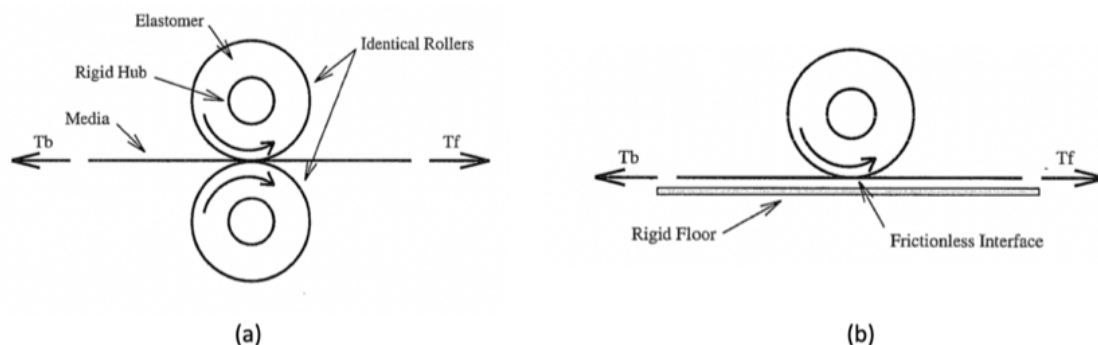 Elastomer
Identical Rollers
Rigid Hub
Media
Tb
Tf
(a)
Tb
Tf
Rigid Floor
Frictionless Interface
(b)